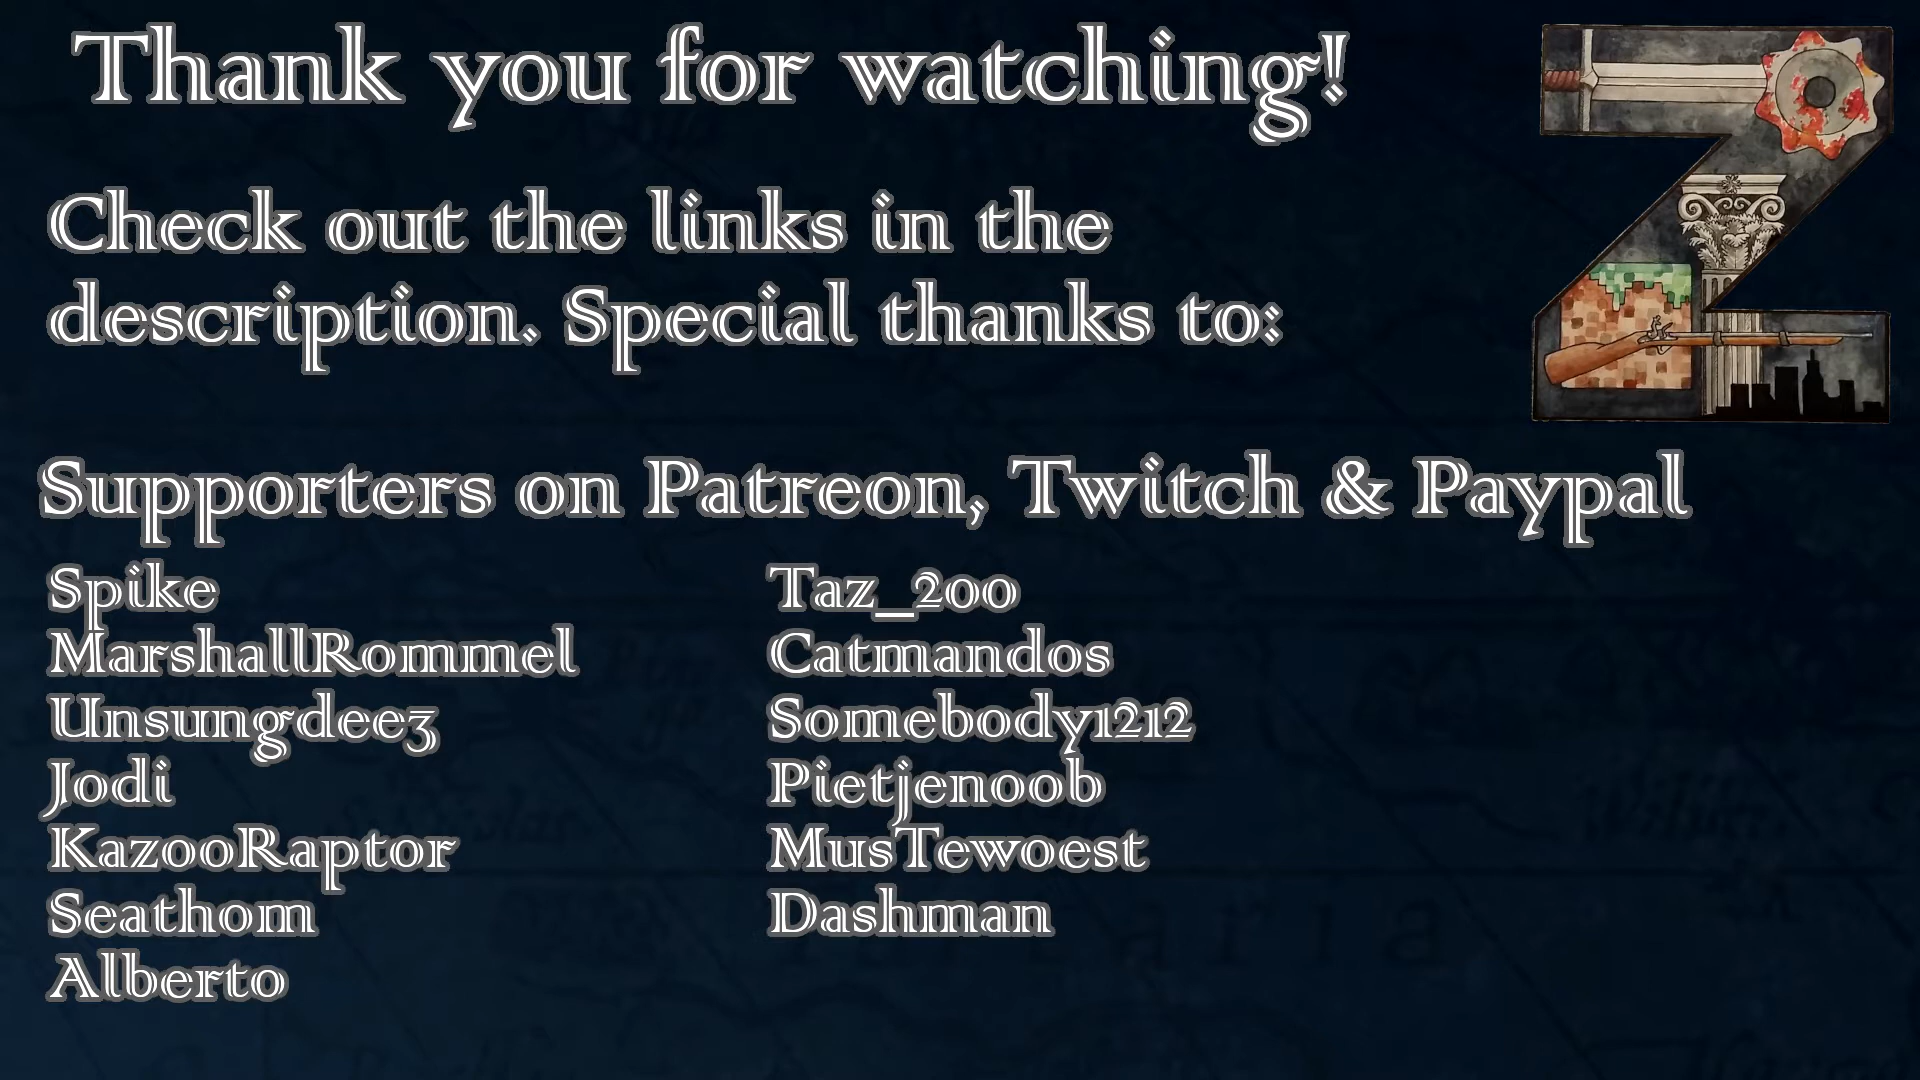 Thank you for watching!
Check out the links in the
description. Special thanks to:
Supporters on Patreon, Twitch & Paypal
Spike
MarshallRommel
Unsungdee3
Jodi
KazooRaptor
Seathom
Alberto
Taz_200
Catmandos
Somebody1212
Pietjenoob
MusTewoest
Dashman